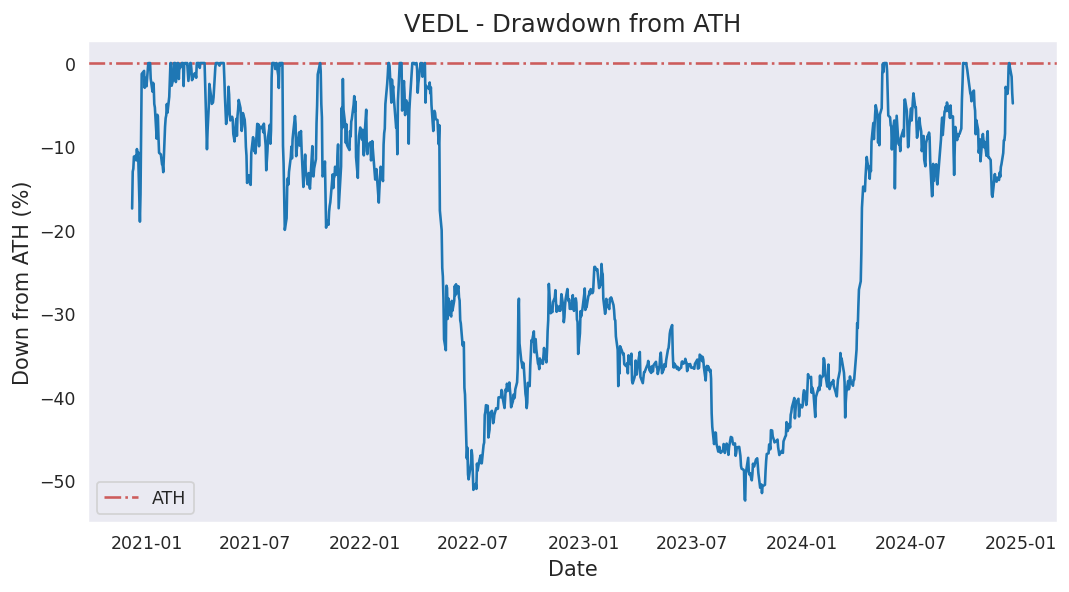 VEDL - Drawdown from ATH
Down from ATH (%)
0
−10
−20
−30
−40
−50
ATH
2021-01 2021-07 2022-01 2022-07 2023-01 2023-07 2024-01 2024-07 2025-01
Date